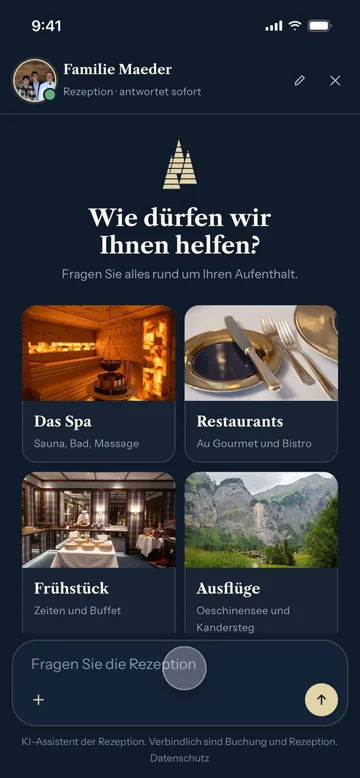 9:41
Familie Maeder
Rezeption · antwortet sofort
Wie dürfen wir
Ihnen helfen?
Fragen Sie alles rund um Ihren Aufenthalt.
Das Spa
Sauna, Bad, Massage
Restaurants
Au Gourmet und Bistro
Frühstück
Zeiten und Buffet
Ausflüge
Oeschinensee und
Kandersteg
Fragen Sie die Rezeption
KI-Assistent der Rezeption. Verbindlich sind Buchung und Rezeption.
Datenschutz